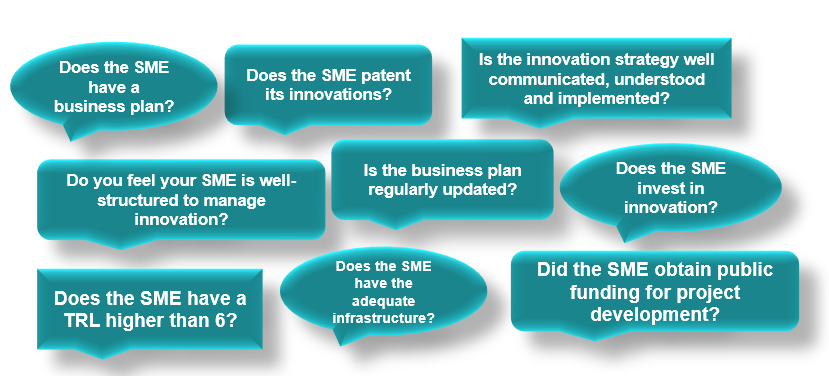 Does the SME
have a
business plan?
Does the SME patent
its innovations?
Is the innovation strategy well
communicated, understood
and implemented?
Do you feel your SME is well-
structured to manage
innovation?
Is the business plan
regularly updated?
Does the SME
invest in
innovation?
Does the SME have a
TRL higher than 6?
Does the SME
have the
adequate
infrastructure?
Did the SME obtain public
funding for project
development?